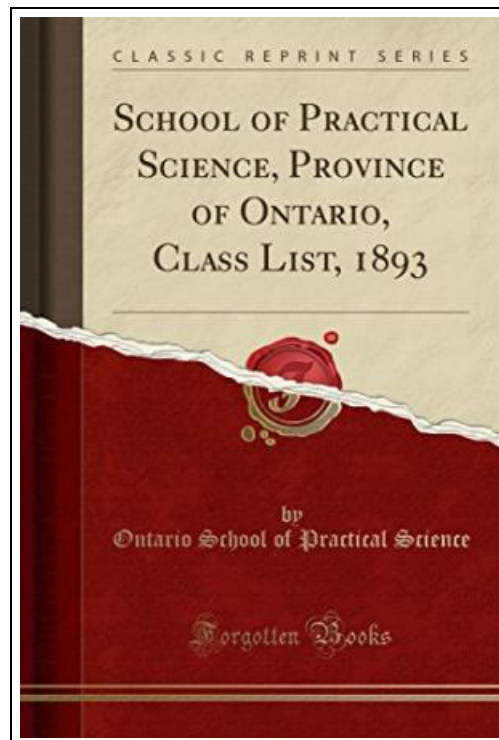 CLASSIC REPRINT SERIES
SCHOOL OF PRACTICAL
SCIENCE, PROVINCE
OF ONTARIO,
CLASS LIST, 1893
by
Ontario School of Practical Science
Forgotten Books